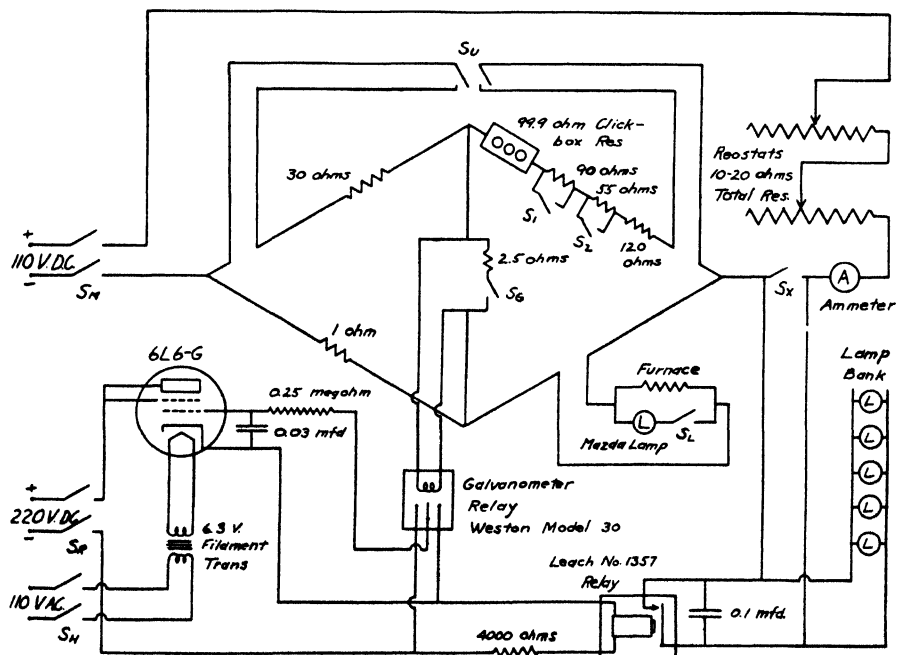 SU
99.9 ohm Click-
box Res
30 ohms
90 ohms
55 ohms
S1
S2
120
ohms
Reostats
10-20 ohms
Total Res.
+
110 V.D.C.
-
SM
2.5 ohms
SG
SX
A
Ammeter
1 ohm
6L6-G
0.25 megohm
0.03 mfd
Furnace
L
SL
Mazda Lamp
Lamp
Bank
L
L
L
L
L
+
220 V.DC.
-
SR
6.3 V.
Filament
Trans
Galvanometer
Relay
Weston Model 30
Leach No. 1357
Relay
110 VAC.
SH
0.1 mfd.
4000 ohms